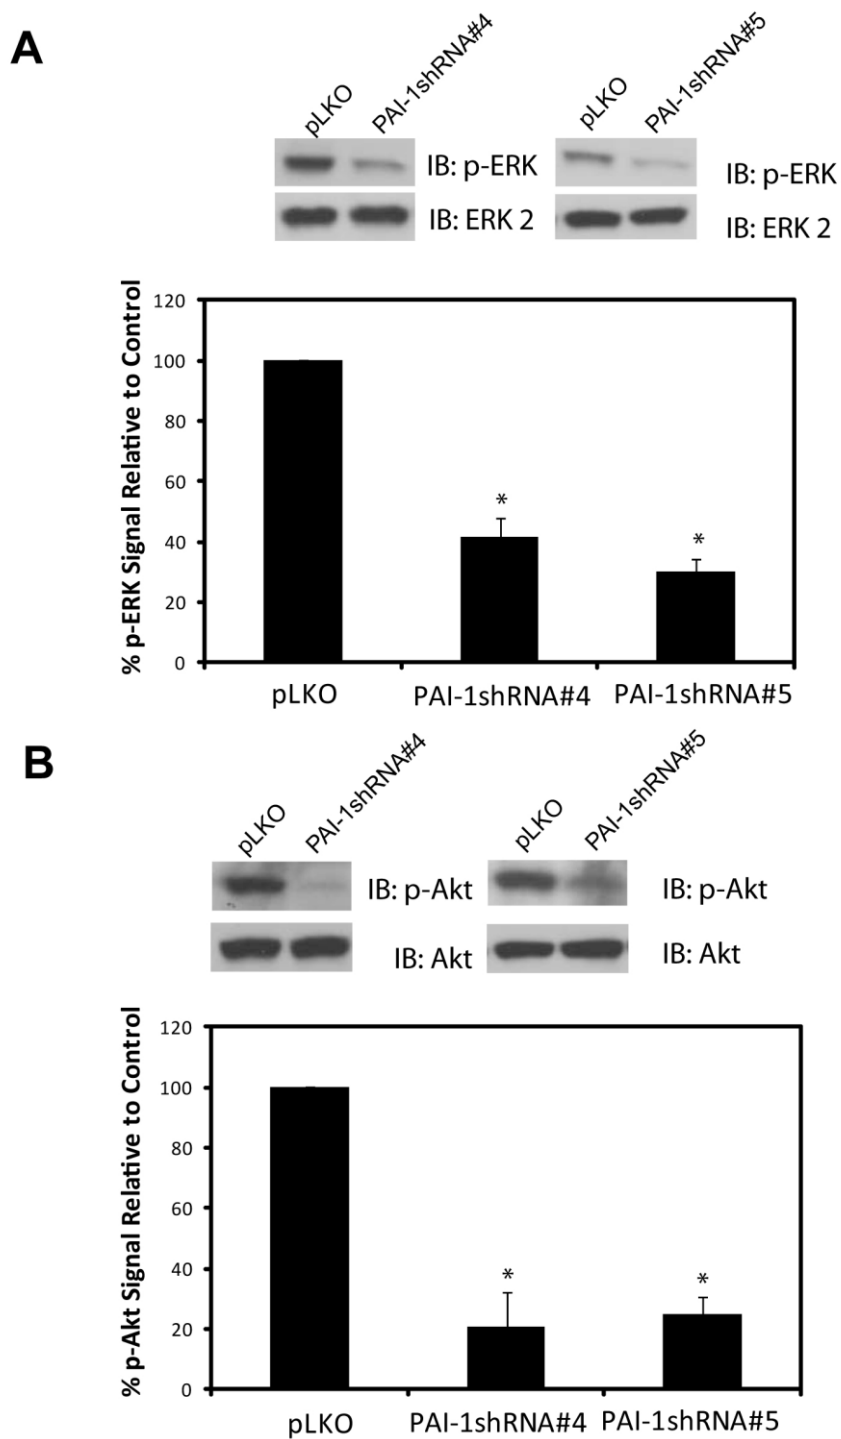 A
pLKO
PAI-1shRNA#4
pLKO
PAI-1shRNA#5
IB: p-ERK
IB: p-ERK
IB: ERK 2
IB: ERK 2
% p-ERK Signal Relative to Control
120
100
80
60
40
20
0
*
*
pLKO
PAI-1shRNA#4
PAI-1shRNA#5
B
pLKO
PAI-1shRNA#4
pLKO
PAI-1shRNA#5
IB: p-Akt
IB: p-Akt
IB: Akt
IB: Akt
% p-Akt Signal Relative to Control
120
100
80
60
40
20
0
*
*
pLKO
PAI-1shRNA#4
PAI-1shRNA#5